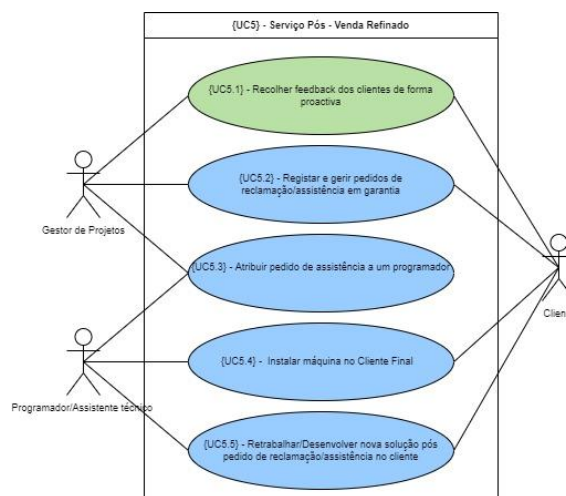 {UC5} - Serviço Pós - Venda Refinado
{UC5.1} - Recolher feedback dos clientes de forma
proactiva
{UC5.2} - Registar e gerir pedidos de
reclamação/assistência em garantia
Gestor de Projetos
{UC5.3} - Atribuir pedido de assistência a um programador
Client
{UC5.4} - Instalar máquina no Cliente Final
Programador/Assistente técnico
{UC5.5} - Retrabalhar/Desenvolver nova solução pós
pedido de reclamação/assistência no cliente